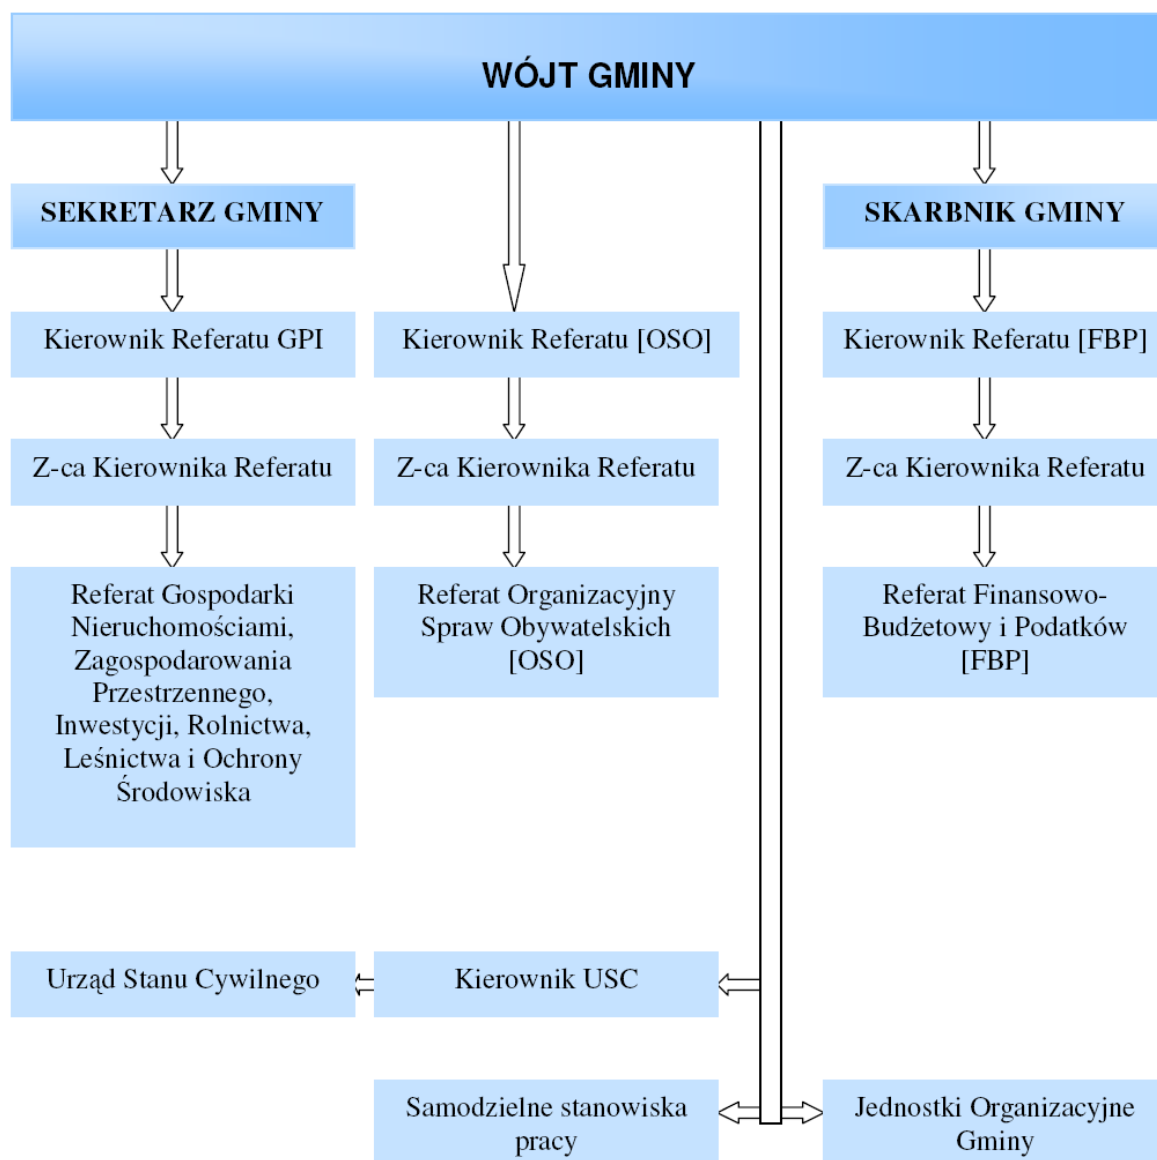 WÓJT GMINY
SEKRETARZ GMINY
SKARBNIK GMINY
Kierownik Referatu GPI
Kierownik Referatu [OSO]
Kierownik Referatu [FBP]
Z-ca Kierownika Referatu
Z-ca Kierownika Referatu
Z-ca Kierownika Referatu
Referat Gospodarki
Nieruchomościami,
Zagospodarowania
Przestrzennego,
Inwestycji, Rolnictwa,
Leśnictwa i Ochrony
Środowiska
Referat Organizacyjny
Spraw Obywatelskich
[OSO]
Referat Finansowo-
Budżetowy i Podatków
[FBP]
Urząd Stanu Cywilnego
Kierownik USC
Samodzielne stanowiska
pracy
Jednostki Organizacyjne
Gminy